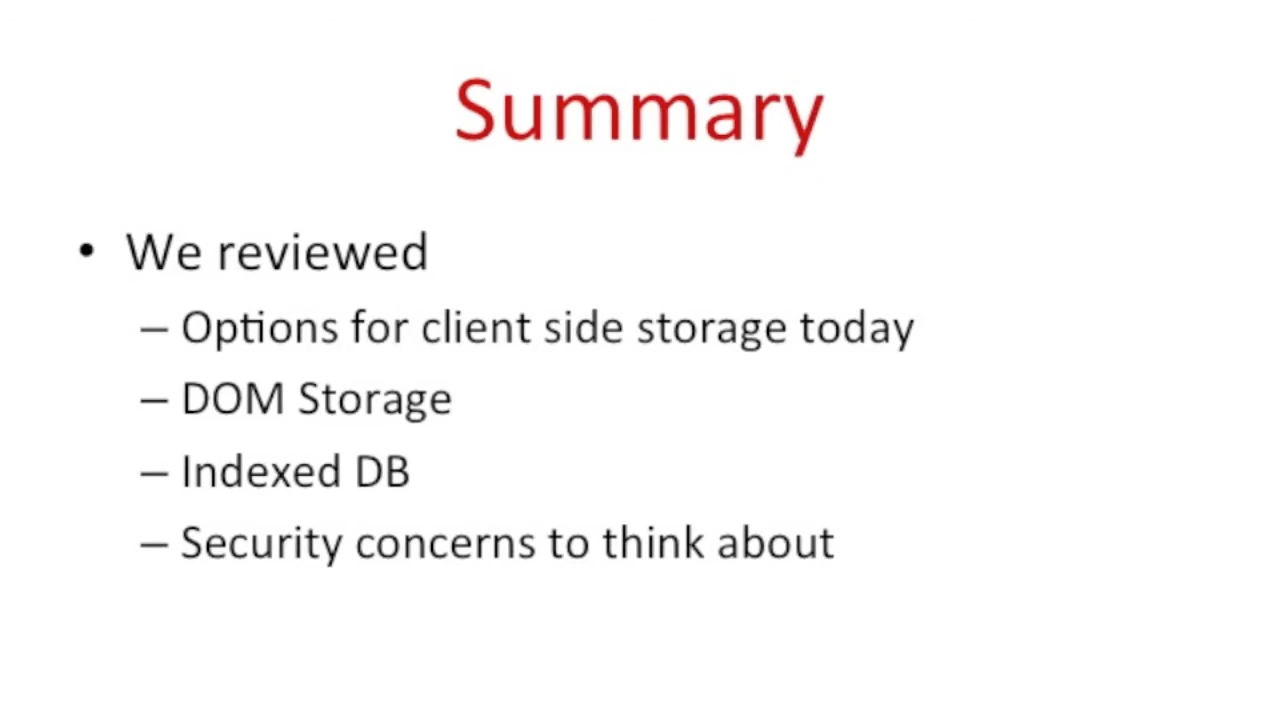 Summary
• We reviewed
– Options for client side storage today
– DOM Storage
– Indexed DB
– Security concerns to think about